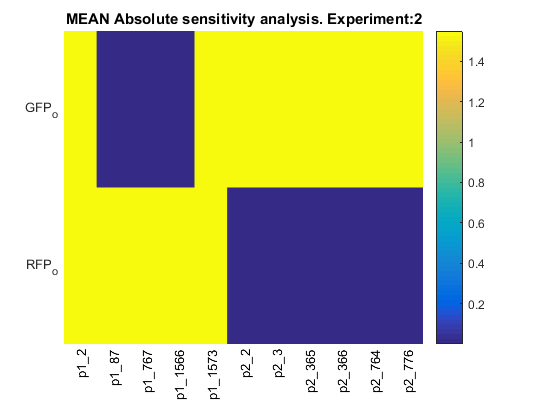 MEAN Absolute sensitivity analysis. Experiment:2
GFPo
RFPo
1.4
1.2
1
0.8
0.6
0.4
0.2
p1_2
p1_87
p1_767
p1_1566
p1_1573
p2_2
p2_3
p2_365
p2_366
p2_764
p2_776